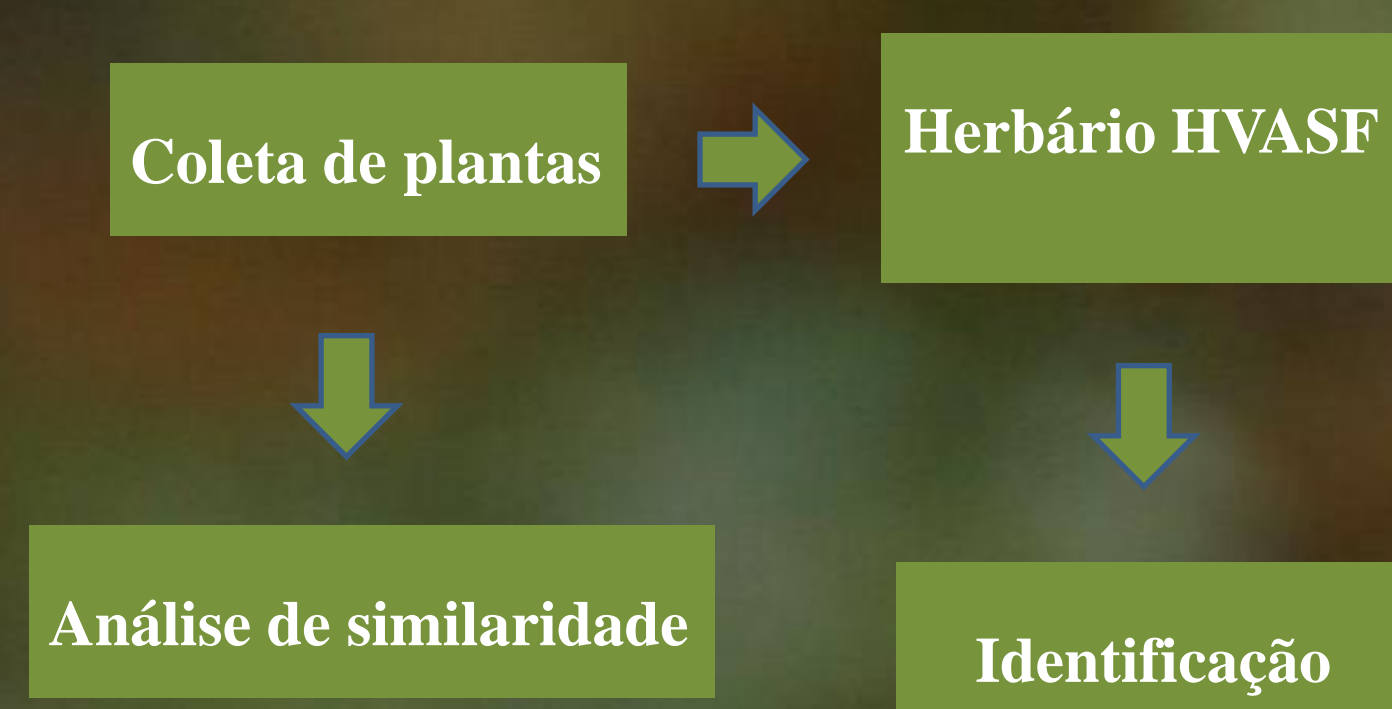 Coleta de plantas
Herbário HVASF
Análise de similaridade
Identificação